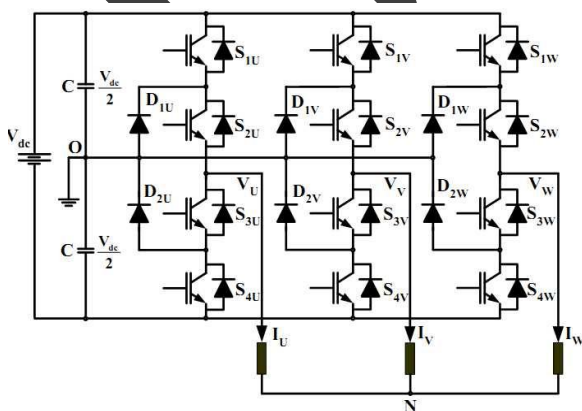 S1U
S1V
S1W
C Vdc/2
D1U
D1V
D1W
Vdc
S2U
S2V
S2W
O
VU
VV
VW
D2U
D2V
D2W
S3U
S3V
S3W
C Vdc/2
S4U
S4V
S4W
IU
IV
IW
N